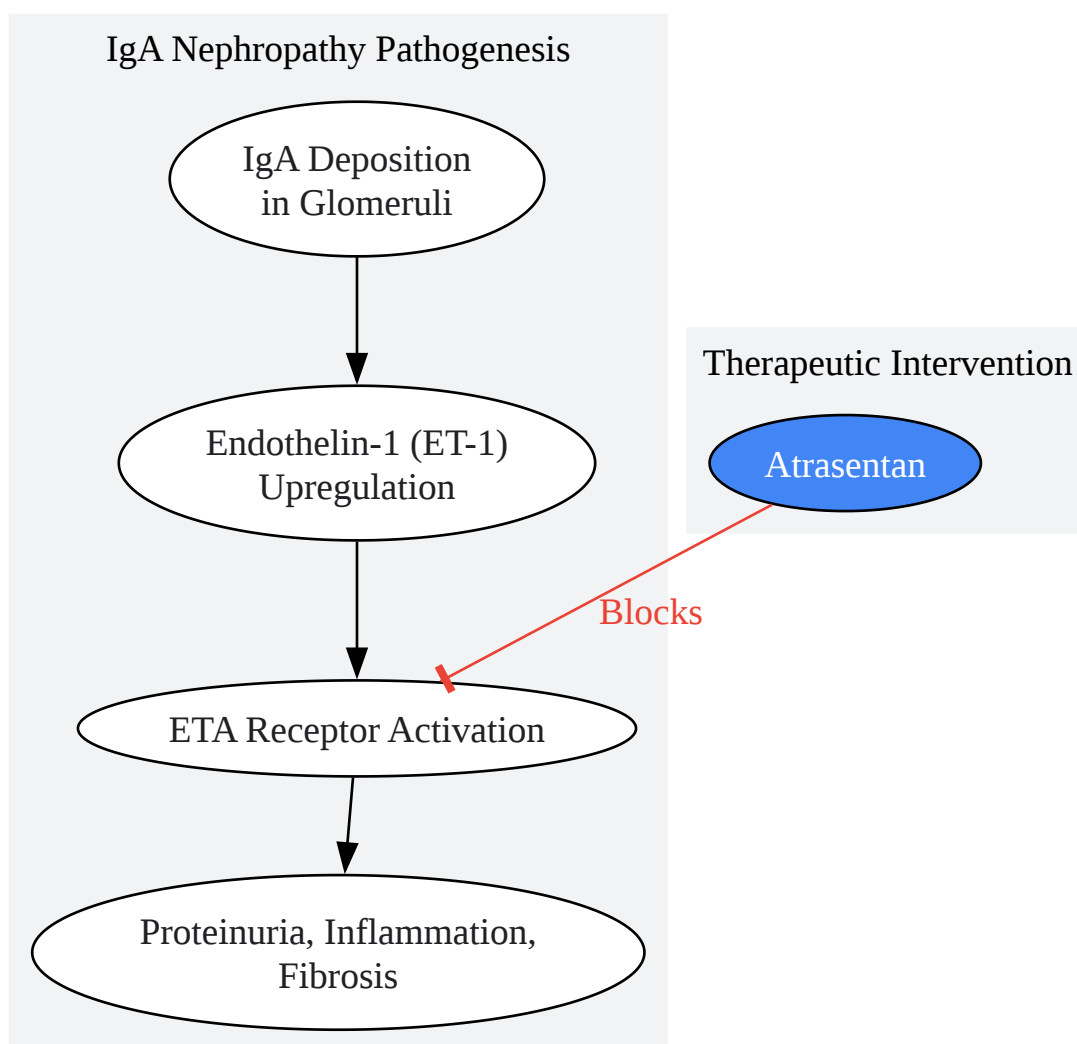 IgA Nephropathy Pathogenesis
IgA Deposition
in Glomeruli
Endothelin-1 (ET-1)
Upregulation
Therapeutic Intervention
Atrasentan
Blocks
ETA Receptor Activation
Proteinuria, Inflammation,
Fibrosis